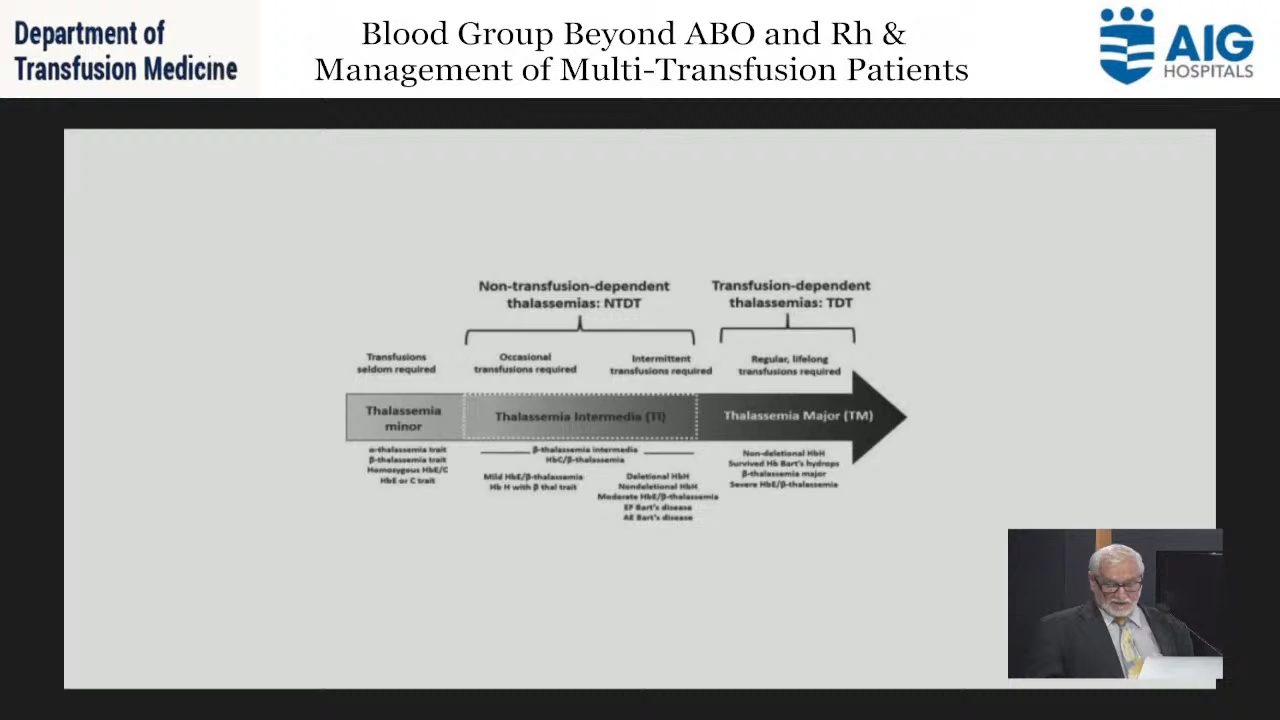 Department of
Transfusion Medicine
Blood Group Beyond ABO and Rh &
Management of Multi-Transfusion Patients
AIG
HOSPITALS
Non-transfusion-dependent
thalassemias: NTDT
Transfusion-dependent
thalassemias: TDT
Transfusions
seldom required
Occasional
transfusions required
Intermittent
transfusions required
Regular, lifelong
transfusions required
Thalassemia
minor
Thalassemia Intermedia (TI)
Thalassemia Major (TM)
α-thalassemia trait
β-thalassemia trait
Homozygous HbE/C
HbE or C trait
β-thalassemia intermedia
HbC/β-thalassemia
Mild HbE/β-thalassemia
Hb H with β thal trait
Deletional HbH
Nondeletional HbH
Moderate HbE/β-thalassemia
EF Bart's disease
AE Bart's disease
Non-deletional HbH
Survived Hb Bart's hydrops
β-thalassemia major
Severe HbE/β-thalassemia